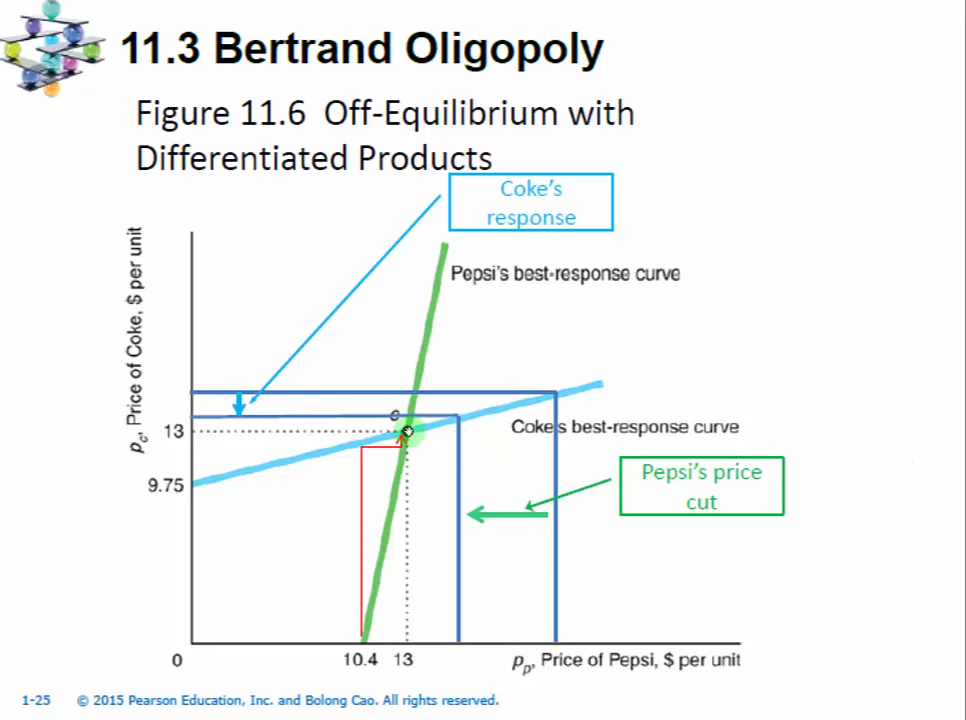 11.3 Bertrand Oligopoly
Figure 11.6 Off-Equilibrium with
Differentiated Products
Coke's
response
Pepsi's best-response curve
pc, Price of Coke, $ per unit
e
13
Coke's best-response curve
9.75
Pepsi's price
cut
0
10.4
13
pp, Price of Pepsi, $ per unit
1-25 © 2015 Pearson Education, Inc. and Bolong Cao. All rights reserved.